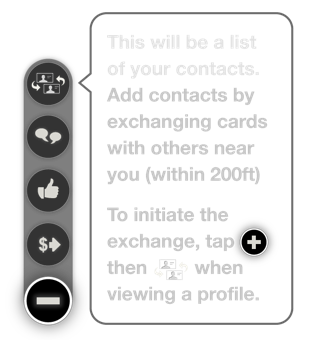 This will be a list
of your contacts.
Add contacts by
exchanging cards
with others near
you (within 200ft)
To initiate the
exchange, tap
then when
viewing a profile.
$